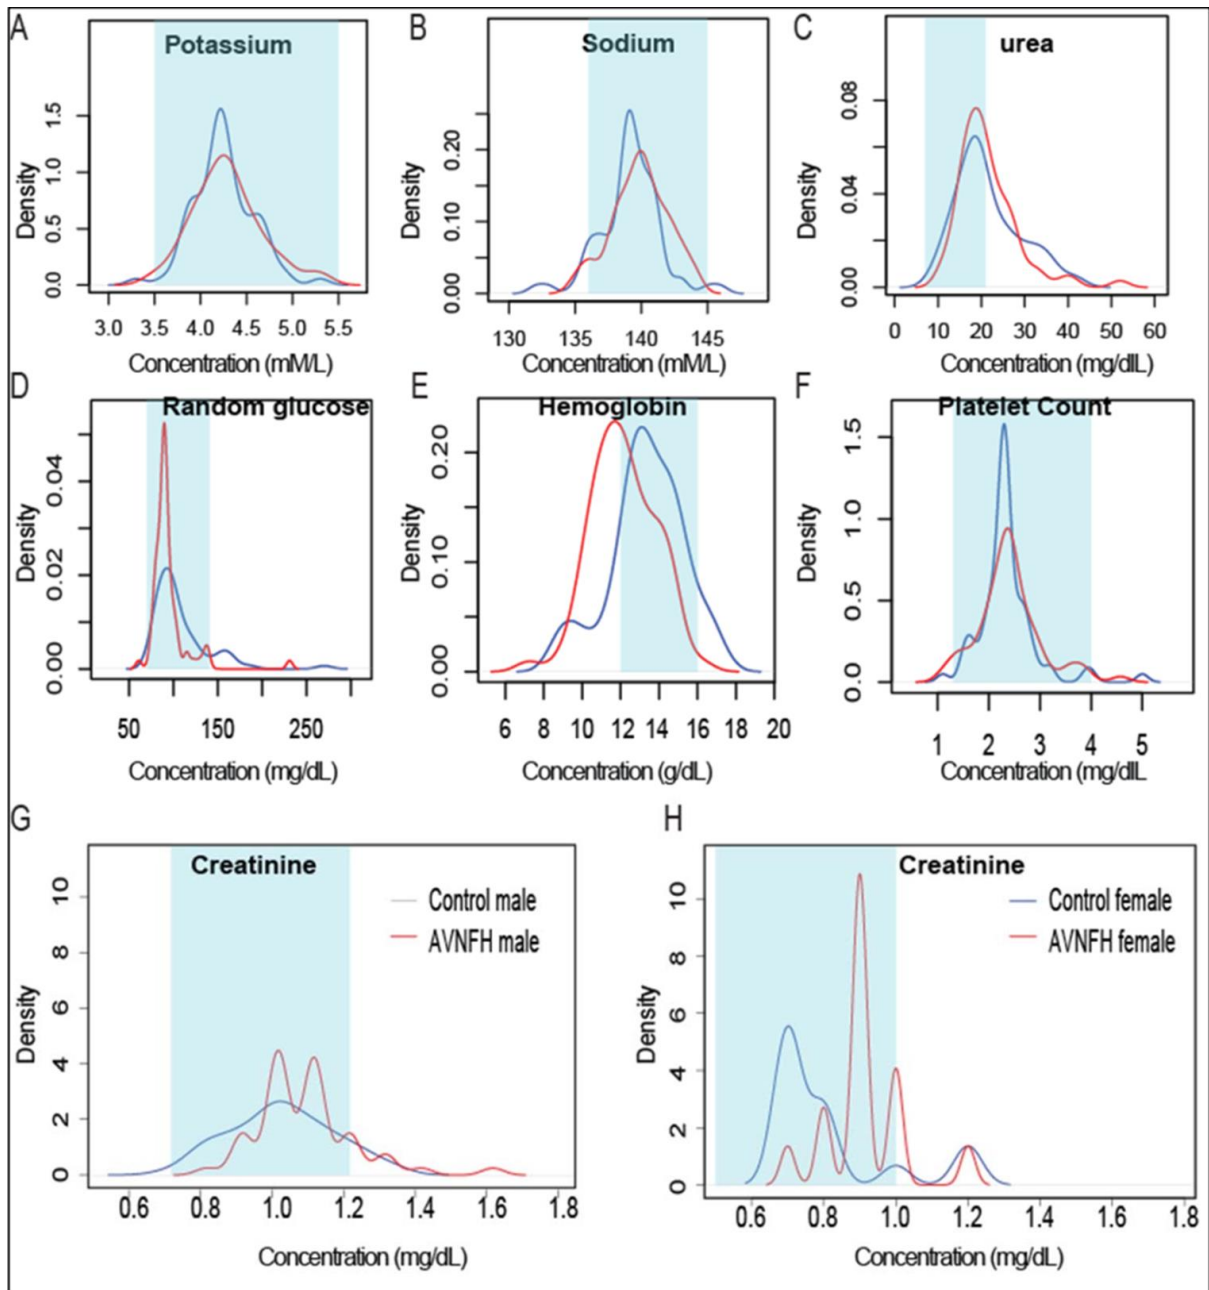 A
Potassium
Density
0.0 0.5 1.0 1.5
3.0 3.5 4.0 4.5 5.0 5.5
Concentration (mM/L)
B
Sodium
Density
0.00 0.10 0.20
130 135 140 145
Concentration (mM/L)
C
urea
Density
0.00 0.04 0.08
0 10 20 30 40 50 60
Concentration (mg/dlL)
D
Random glucose
Density
0.00 0.02 0.04
50 150 250
Concentration (mg/dL)
E
Hemoglobin
Density
0.00 0.10 0.20
6 8 10 12 14 16 18 20
Concentration (g/dL)
F
Platelet Count
Density
0.0 0.5 1.0 1.5
1 2 3 4 5
Concentration (mg/dlL
G
Creatinine
Control male
AVNFH male
Density
0 2 4 6 8 10
0.6 0.8 1.0 1.2 1.4 1.6 1.8
Concentration (mg/dL)
H
Creatinine
Control female
AVNFH female
Density
0 2 4 6 8 10
0.6 0.8 1.0 1.2 1.4 1.6 1.8
Concentration (mg/dL)